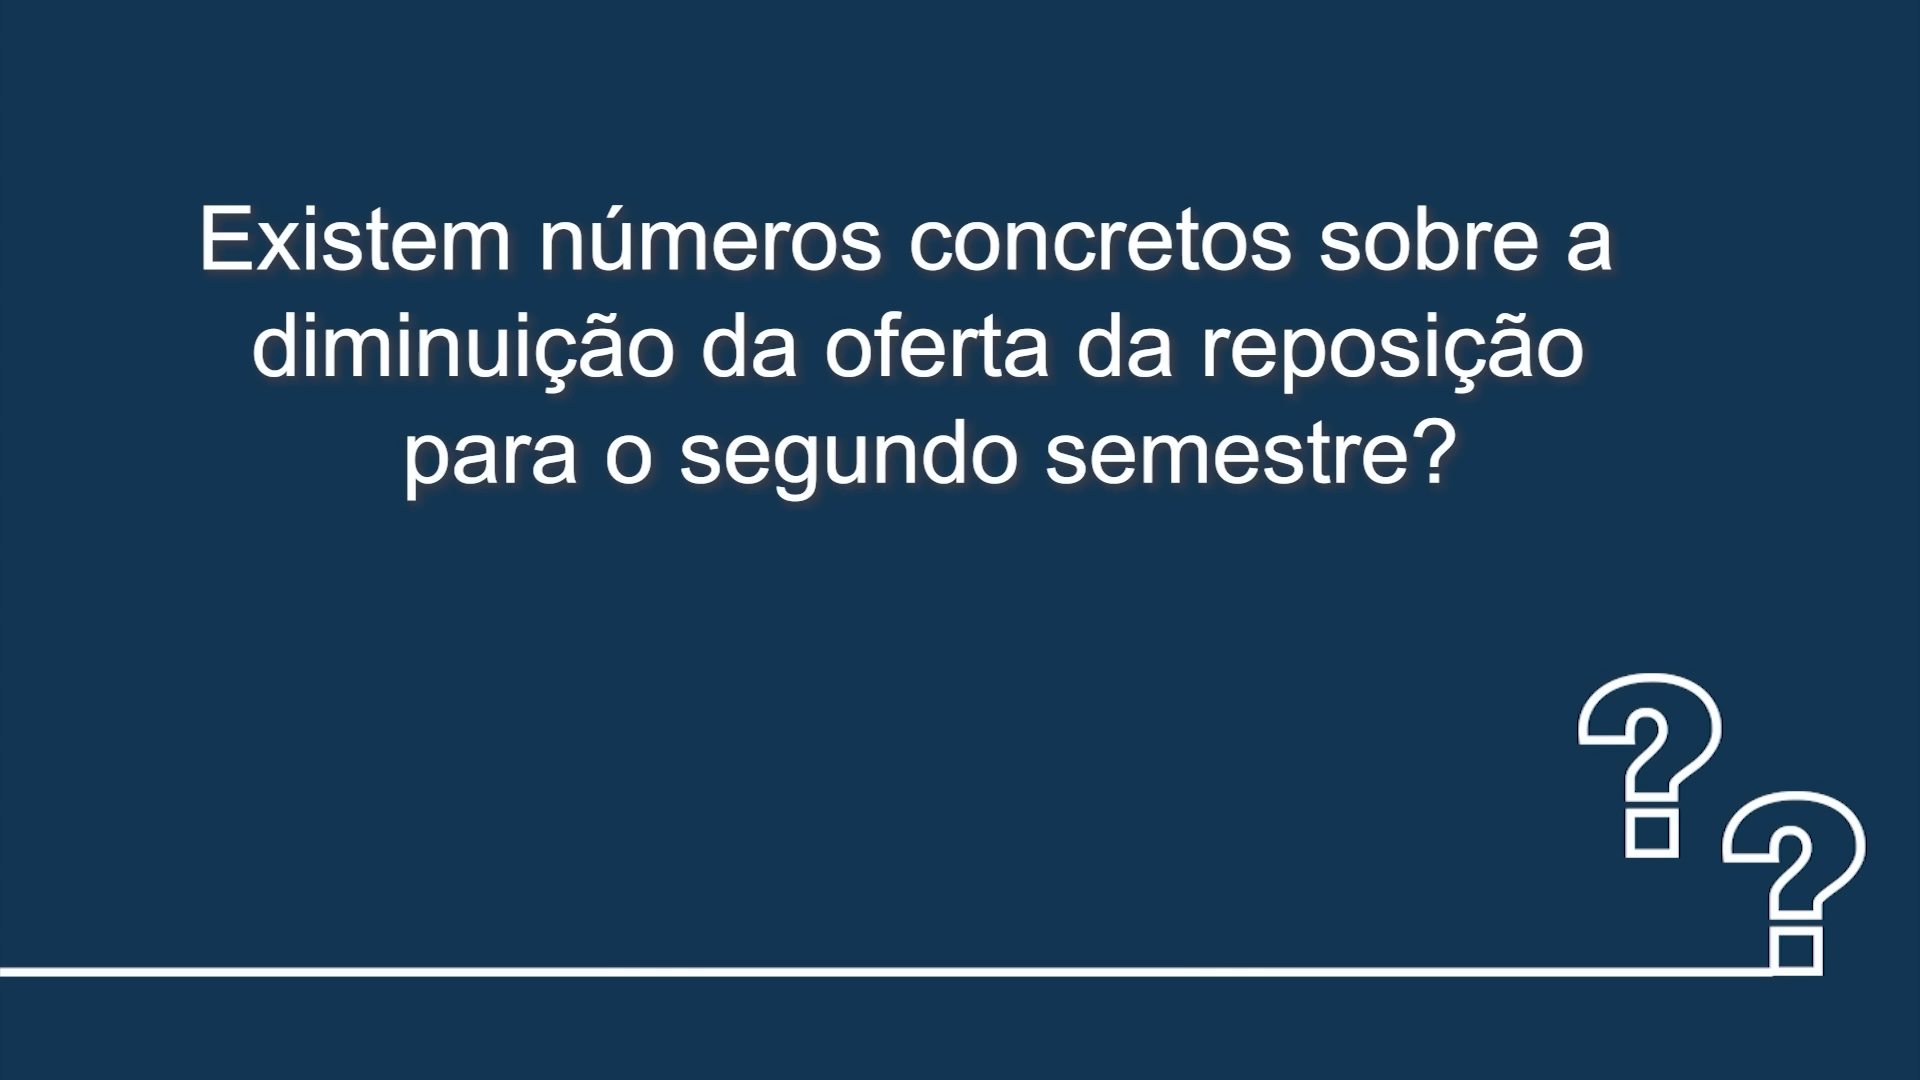 Existem números concretos sobre a
diminuição da oferta da reposição
para o segundo semestre?
??